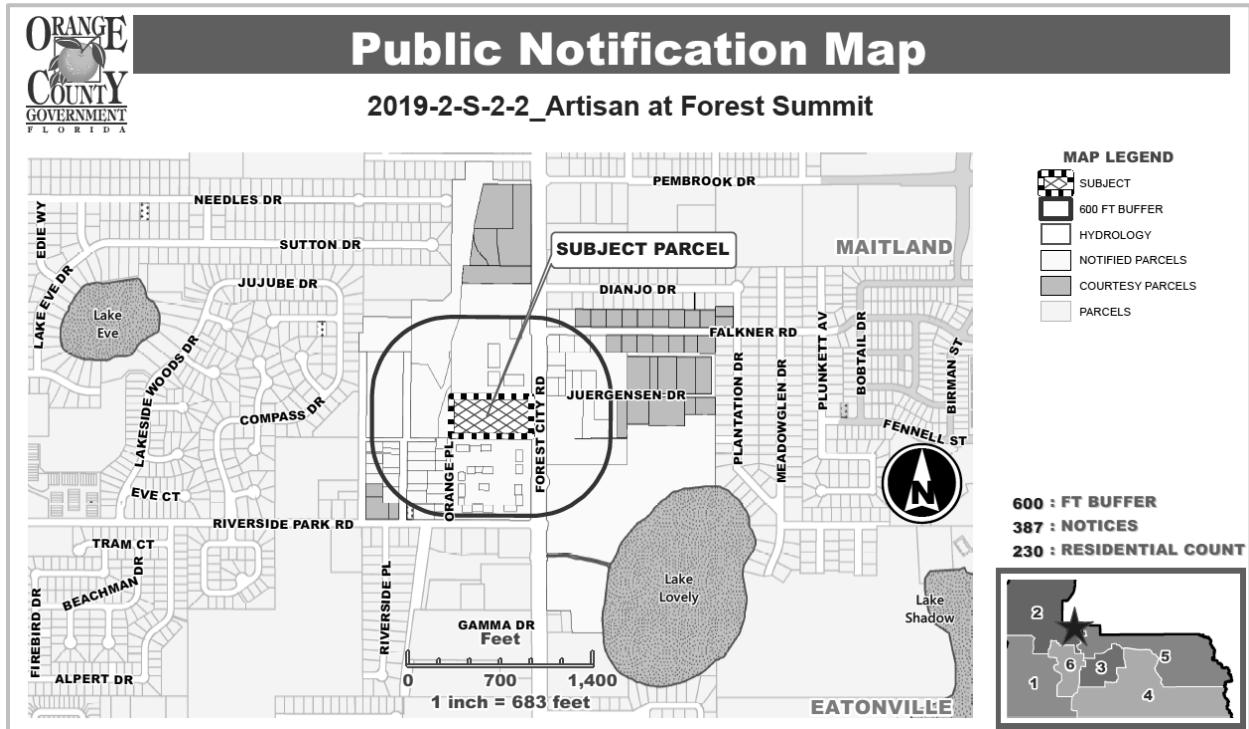 ORANGE
COUNTY
GOVERNMENT
FLORIDA
Public Notification Map
2019-2-S-2-2_Artisan at Forest Summit
MAP LEGEND
SUBJECT
600 FT BUFFER
HYDROLOGY
NOTIFIED PARCELS
COURTESY PARCELS
PARCELS
PEMBROOK DR
NEEDLES DR
EDIE WY
SUTTON DR
SUBJECT PARCEL
MAITLAND
LAKE EVE DR
JUJUBE DR
DIANJO DR
Lake
Eve
FALKNER RD
LAKESIDE WOODS DR
PLUNKETT AV
BOBTAIL DR
BIRMAN ST
COMPASS DR
JUERGENSEN DR
FOREST CITY RD
PLANTATION DR
MEADOWGLEN DR
FENNELL ST
ORANGE PL
N
EVE CT
RIVERSIDE PARK RD
TRAM CT
BEACHMAN DR
FIREBIRD DR
RIVERSIDE PL
Lake
Lovely
Lake
Shadow
GAMMA DR
Feet
0 700 1,400
1 inch = 683 feet
ALPERT DR
EATONVILLE
600 : FT BUFFER
387 : NOTICES
230 : RESIDENTIAL COUNT
2
5
6
3
1
4